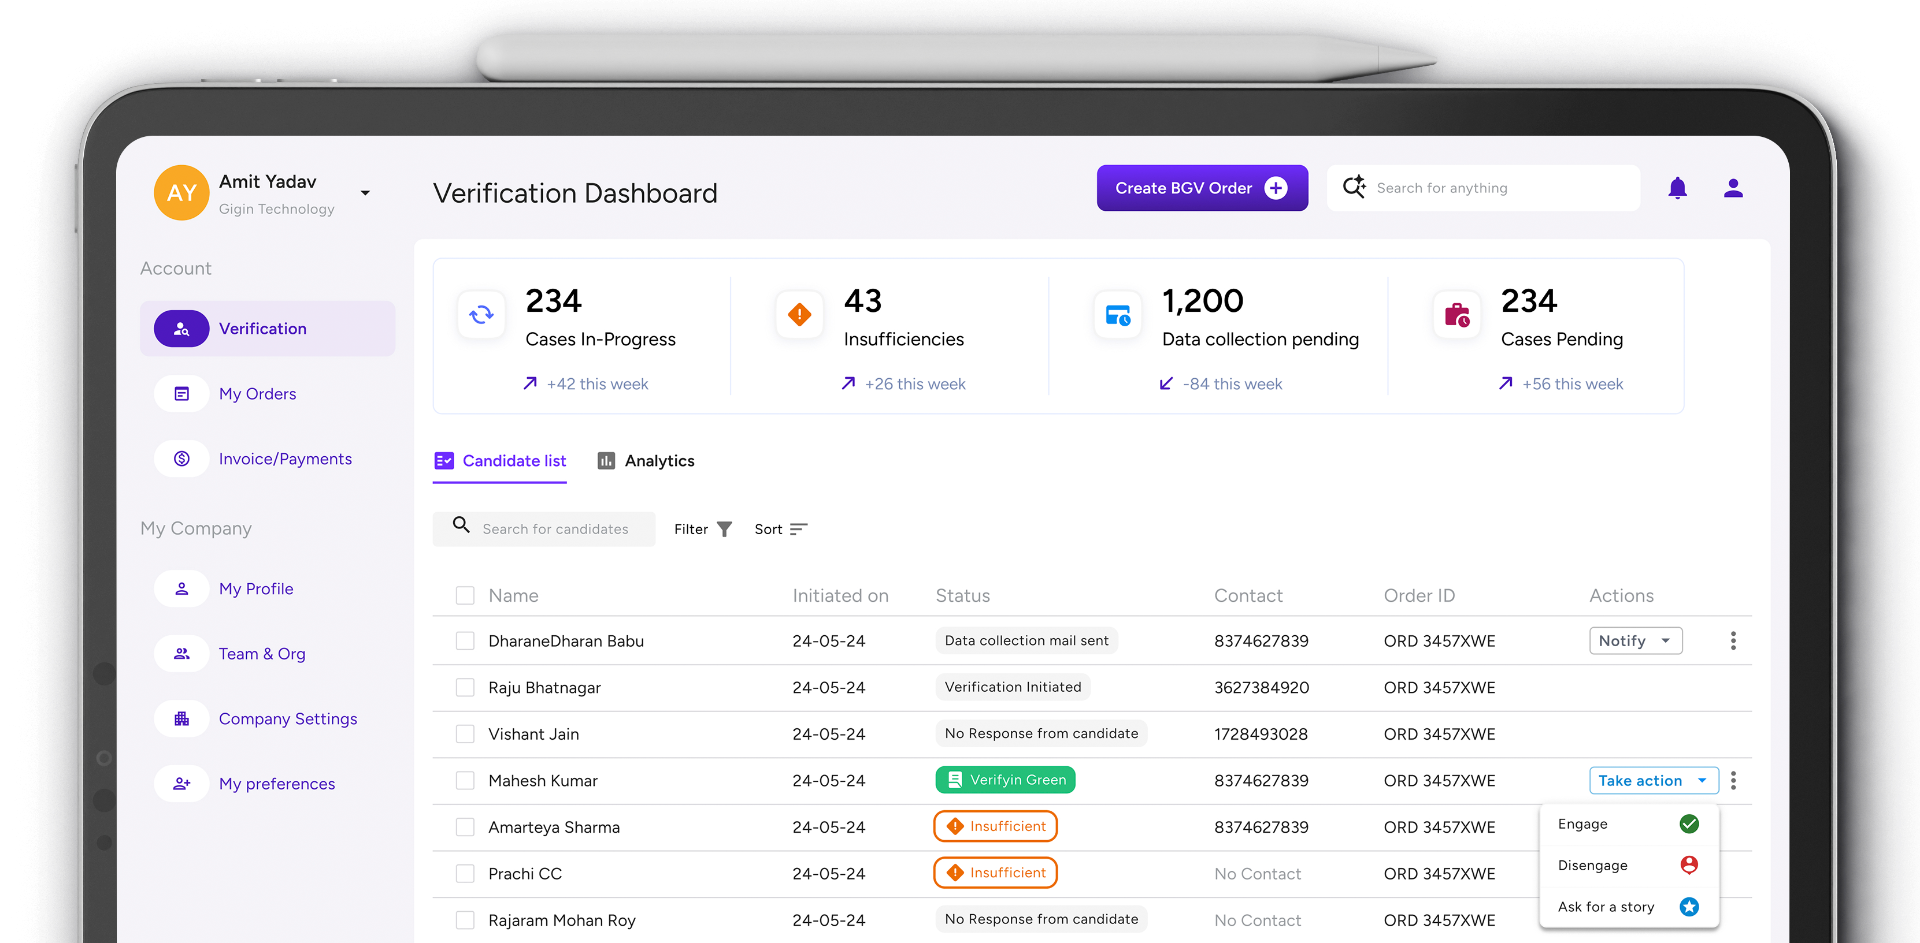 AY
Amit Yadav
Gigin Technology
Verification Dashboard
Create BGV Order
Search for anything
Account
Verification
My Orders
Invoice/Payments
My Company
My Profile
Team & Org
Company Settings
My preferences
234
Cases In-Progress
+42 this week
43
Insufficiencies
+26 this week
1,200
Data collection pending
-84 this week
234
Cases Pending
+56 this week
Candidate list Analytics
Search for candidates Filter Sort
Name Initiated on Status Contact Order ID Actions
DharaneDharan Babu 24-05-24 Data collection mail sent 8374627839 ORD 3457XWE Notify
Raju Bhatnagar 24-05-24 Verification Initiated 3627384920 ORD 3457XWE
Vishant Jain 24-05-24 No Response from candidate 1728493028 ORD 3457XWE
Mahesh Kumar 24-05-24 Verifyin Green 8374627839 ORD 3457XWE Take action
Amarteya Sharma 24-05-24 Insufficient 8374627839 ORD 3457XWE
Prachi CC 24-05-24 Insufficient No Contact ORD 3457XWE
Rajaram Mohan Roy 24-05-24 No Response from candidate No Contact ORD 3457XWE
Engage
Disengage
Ask for a story